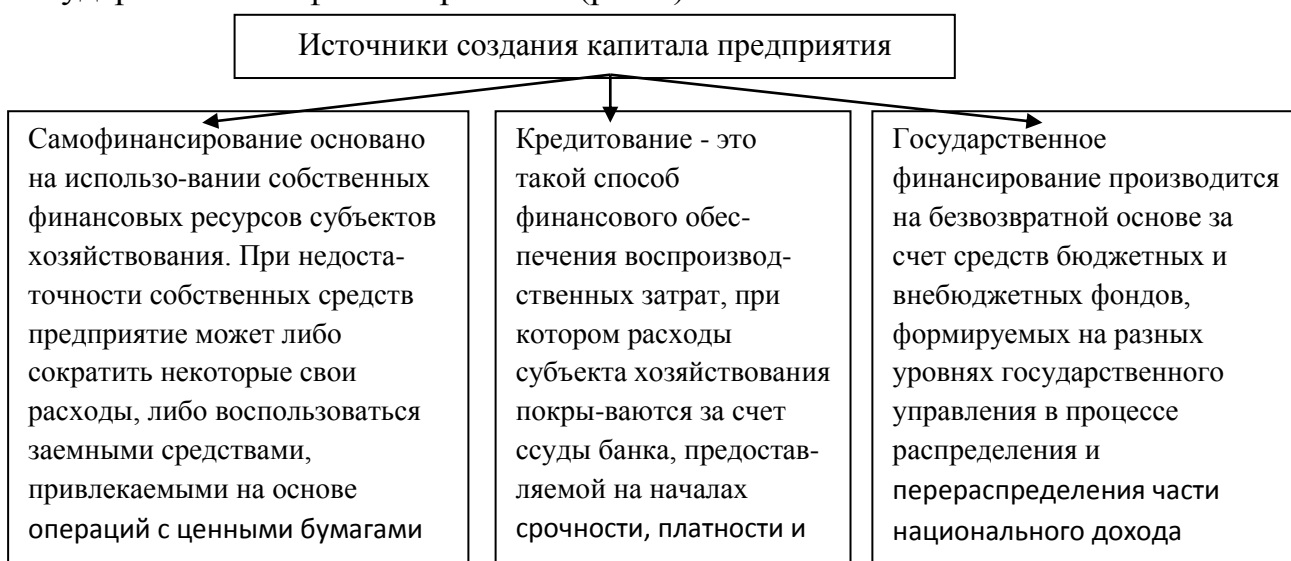 Источники создания капитала предприятия
Самофинансирование основано
на использо-вании собственных
финансовых ресурсов субъектов
хозяйствования. При недоста-
точности собственных средств
предприятие может либо
сократить некоторые свои
расходы, либо воспользоваться
заемными средствами,
привлекаемыми на основе
операций с ценными бумагами
Кредитование - это
такой способ
финансового обес-
печения воспроизвод-
ственных затрат, при
котором расходы
субъекта хозяйствования
покры-ваются за счет
ссуды банка, предостав-
ляемой на началах
срочности, платности и
Государственное
финансирование производится
на безвозвратной основе за
счет средств бюджетных и
внебюджетных фондов,
формируемых на разных
уровнях государственного
управления в процессе
распределения и
перераспределения части
национального дохода